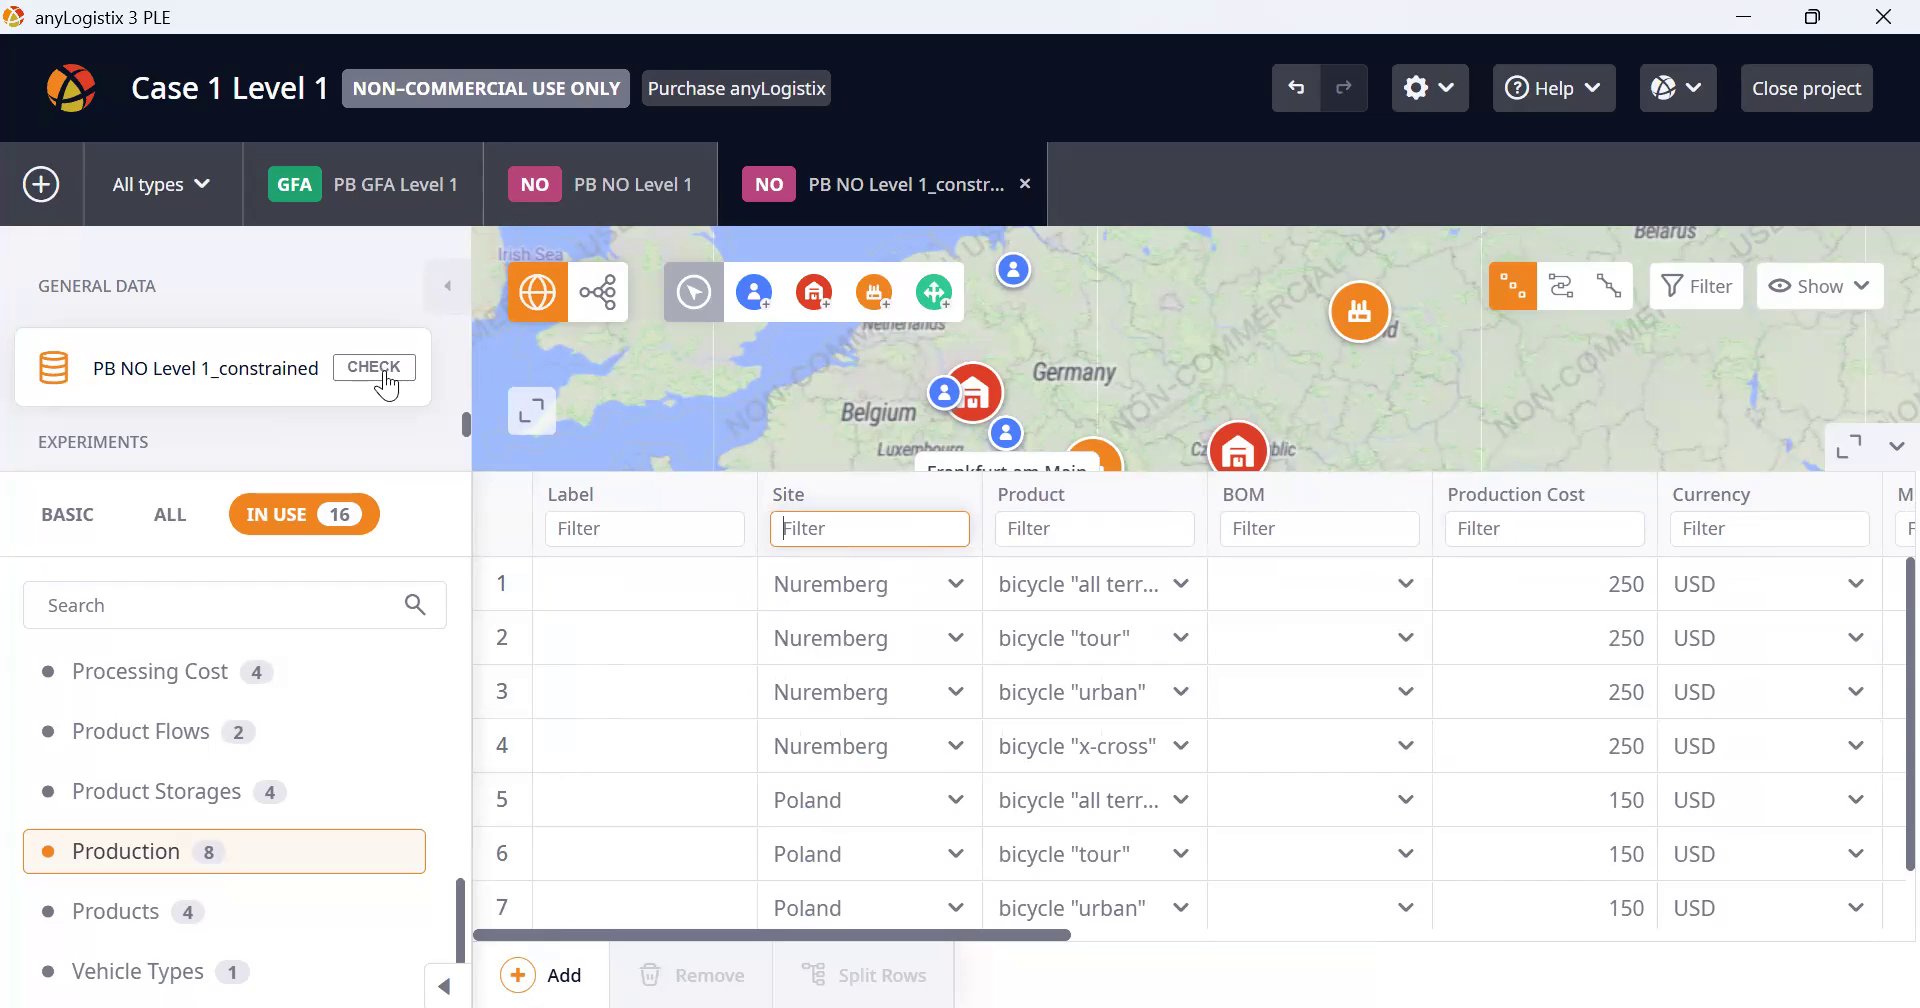 anyLogistix 3 PLE
Case 1 Level 1
NON-COMMERCIAL USE ONLY
Purchase anyLogistix
Help
Close project
All types
GFA PB GFA Level 1
NO PB NO Level 1
NO PB NO Level 1_constr...
GENERAL DATA
PB NO Level 1_constrained
CHECK
EXPERIMENTS
Irish Sea
Netherlands
Belarus
Filter
Show
Germany
Belgium
Luxembourg
Frankfurt am Main
BASIC
ALL
IN USE 16
Search
Processing Cost 4
Product Flows 2
Product Storages 4
Production 8
Products 4
Vehicle Types 1
Label Site Product BOM Production Cost Currency M
Filter Filter Filter Filter Filter Filter F
1 Nuremberg bicycle "all terr... 250 USD
2 Nuremberg bicycle "tour" 250 USD
3 Nuremberg bicycle "urban" 250 USD
4 Nuremberg bicycle "x-cross" 250 USD
5 Poland bicycle "all terr... 150 USD
6 Poland bicycle "tour" 150 USD
7 Poland bicycle "urban" 150 USD
Add
Remove
Split Rows